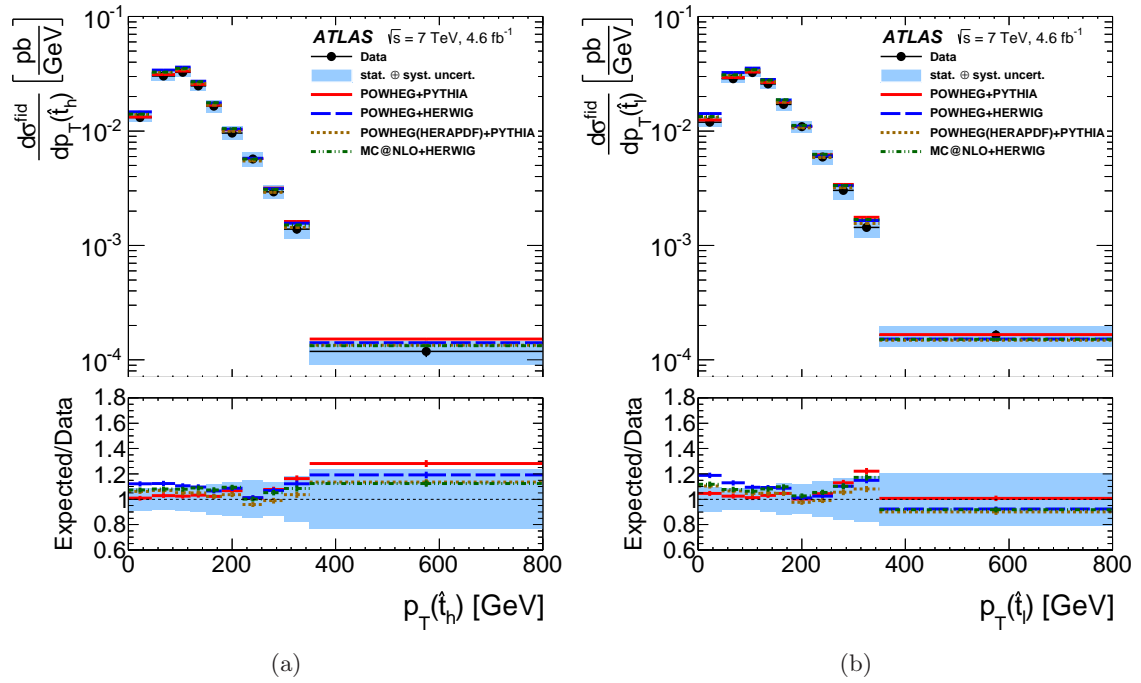 ATLAS √s = 7 TeV, 4.6 fb⁻¹
Data
stat. ⊕ syst. uncert.
POWHEG+PYTHIA
POWHEG+HERWIG
POWHEG(HERAPDF)+PYTHIA
MC@NLO+HERWIG
dσ^fid / dp_T(t̂_h) [pb/GeV]
10⁻¹
10⁻²
10⁻³
10⁻⁴
Expected/Data
1.8
1.6
1.4
1.2
1
0.8
0.6
0 200 400 600 800
p_T(t̂_h) [GeV]
(a)
ATLAS √s = 7 TeV, 4.6 fb⁻¹
Data
stat. ⊕ syst. uncert.
POWHEG+PYTHIA
POWHEG+HERWIG
POWHEG(HERAPDF)+PYTHIA
MC@NLO+HERWIG
dσ^fid / dp_T(t̂_l) [pb/GeV]
10⁻¹
10⁻²
10⁻³
10⁻⁴
Expected/Data
1.8
1.6
1.4
1.2
1
0.8
0.6
0 200 400 600 800
p_T(t̂_l) [GeV]
(b)